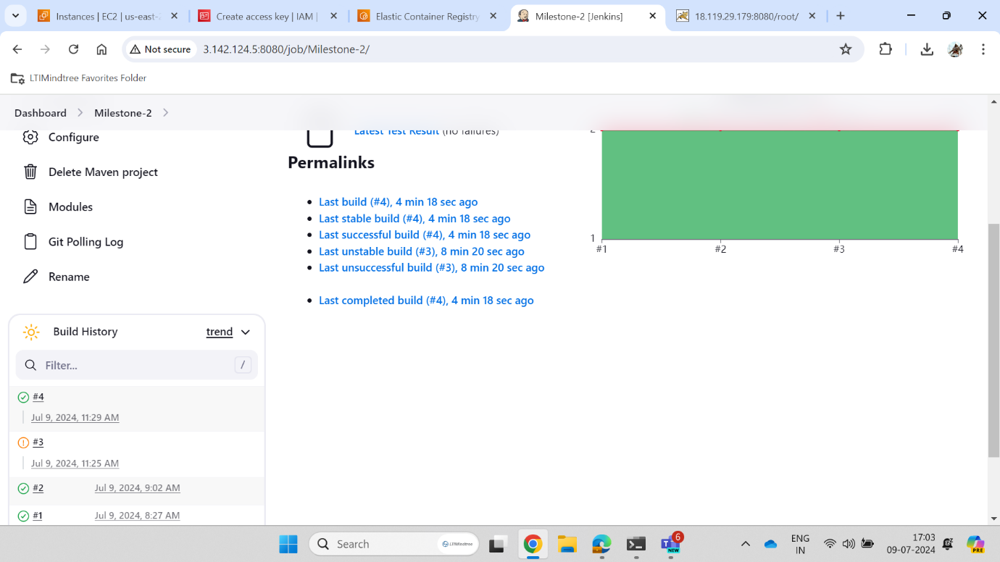 Instances | EC2 | us-east-
Create access key | IAM |
Elastic Container Registry
Milestone-2 [Jenkins]
18.119.29.179:8080/root/
Not secure
3.142.124.5:8080/job/Milestone-2/
LTIMindtree Favorites Folder
Dashboard
Milestone-2
Configure
Delete Maven project
Modules
Git Polling Log
Rename
Latest Test Result (no failures)
Permalinks
Last build (#4), 4 min 18 sec ago
Last stable build (#4), 4 min 18 sec ago
Last successful build (#4), 4 min 18 sec ago
Last unstable build (#3), 8 min 20 sec ago
Last unsuccessful build (#3), 8 min 20 sec ago
Last completed build (#4), 4 min 18 sec ago
2
1
#1 #2 #3 #4
Build History trend
Filter... /
#4
Jul 9, 2024, 11:29 AM
#3
Jul 9, 2024, 11:25 AM
#2 Jul 9, 2024, 9:02 AM
#1 Jul 9, 2024, 8:27 AM
Search
LTIMindtree
NEW
6
ENG
IN
17:03
09-07-2024
PRE